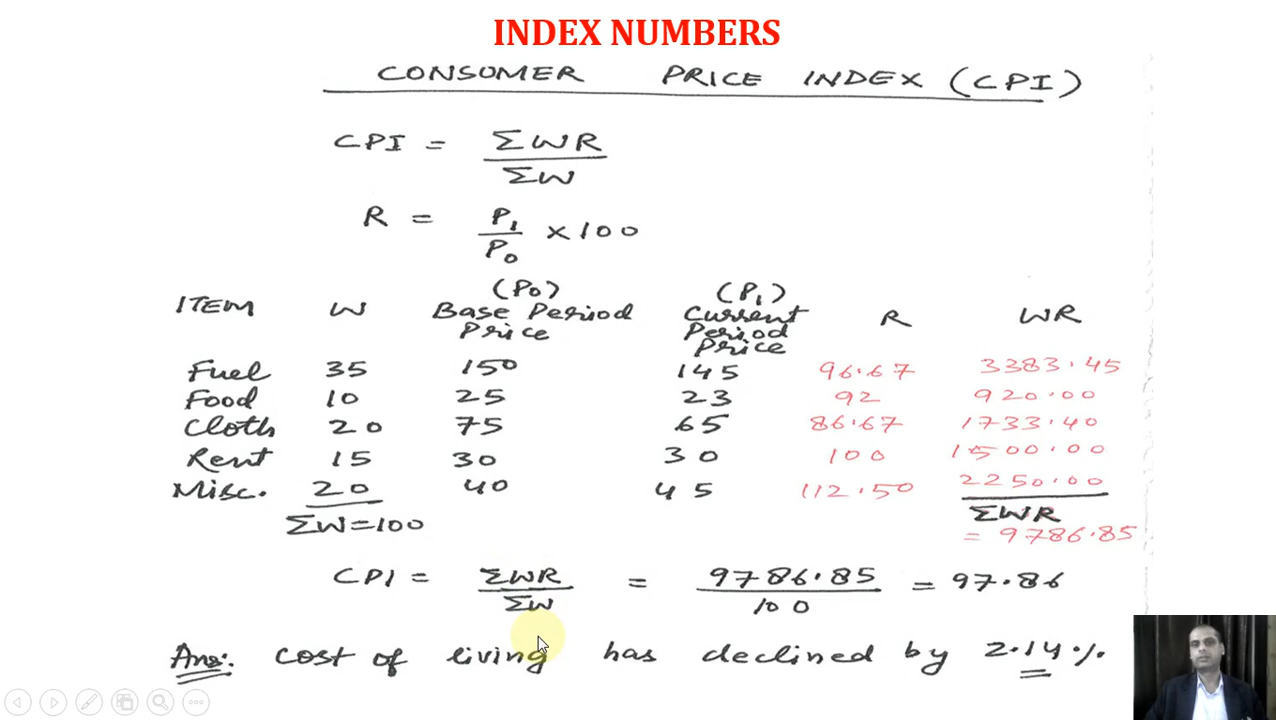 INDEX NUMBERS
CONSOMER PRICE INDEX (CPI)
CPI = ΣWR / ΣW
R = P₁ / P₀ × 100
(P₀) (P₁)
ITEM W Base Period Price Current Period Price R WR
Fuel 35 150 145 96.67 3383.45
Food 10 25 23 92 920.00
Cloth 20 75 65 86.67 1733.40
Rent 15 30 30 100 1500.00
Misc. 20 40 45 112.50 2250.00
ΣW=100 ΣWR = 9786.85
CPI = ΣWR / ΣW = 9786.85 / 100 = 97.86
Ans:. Cost of living has declined by 2.14%.